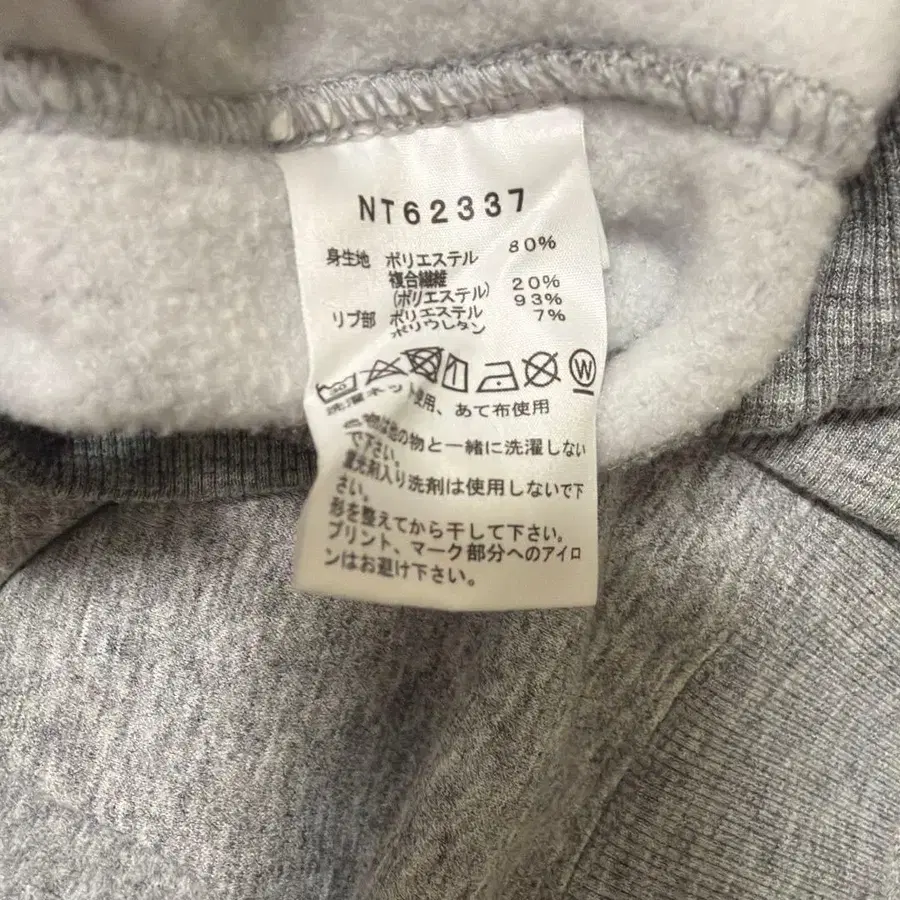 NT62337
身生地 ポリエステル 80%
複合繊維
(ポリエステル) 20%
リブ部 ポリエステル 93%
ポリウレタン 7%
W
洗濯ネット使用、あて布使用
色物は他の物と一緒に洗濯しない
で下さい。
蛍光剤入り洗剤は使用しないで下
さい。
形を整えてから干して下さい。
プリント、マーク部分へのアイロ
ンはお避け下さい。